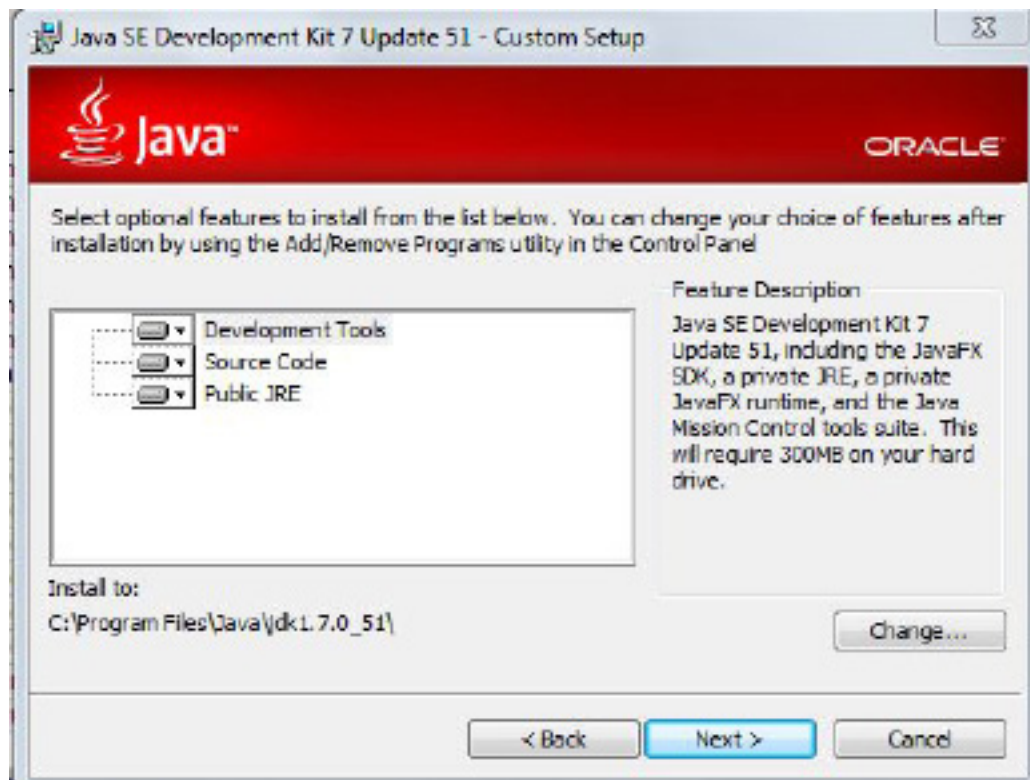 Java SE Development Kit 7 Update 51 - Custom Setup
Java™
ORACLE
Select optional features to install from the list below. You can change your choice of features after
installation by using the Add/Remove Programs utility in the Control Panel
Development Tools
Source Code
Public JRE
Feature Description
Java SE Development Kit 7
Update 51, including the JavaFX
SDK, a private JRE, a private
JavaFX runtime, and the Java
Mission Control tools suite. This
will require 300MB on your hard
drive.
Install to:
C:\Program Files\Java\jdk1.7.0_51\
Change...
< Back
Next >
Cancel